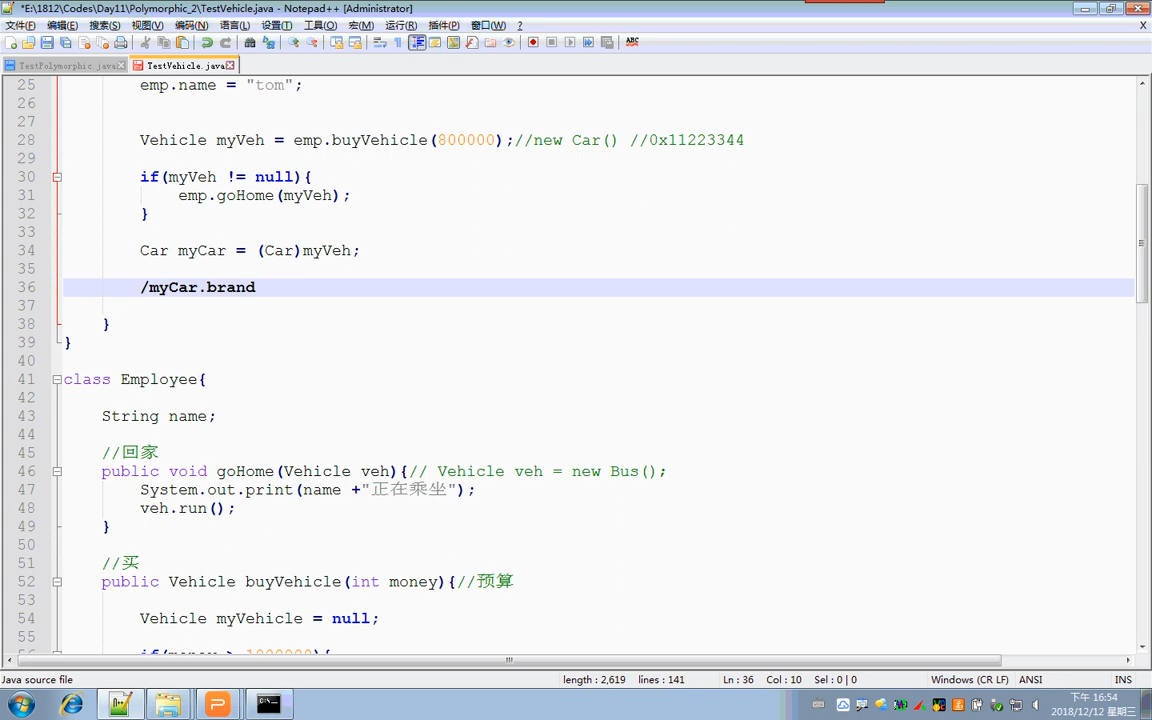 *E:\1812\Codes\Day11\Polymorphic_2\TestVehicle.java - Notepad++ [Administrator]
文件(F) 编辑(E) 搜索(S) 视图(V) 编码(N) 语言(L) 设置(T) 工具(O) 宏(M) 运行(R) 插件(P) 窗口(W) ? X
TestPolymorphic.java TestVehicle.java
25 emp.name = "tom";
26
27
28 Vehicle myVeh = emp.buyVehicle(800000);//new Car() //0x11223344
29
30 if(myVeh != null){
31 emp.goHome(myVeh);
32 }
33
34 Car myCar = (Car)myVeh;
35
36 /myCar.brand
37
38 }
39 }
40
41 class Employee{
42
43 String name;
44
45 //回家
46 public void goHome(Vehicle veh){// Vehicle veh = new Bus();
47 System.out.print(name +"正在乘坐");
48 veh.run();
49 }
50
51 //买
52 public Vehicle buyVehicle(int money){//预算
53
54 Vehicle myVehicle = null;
55
56 if(money > 1000000){
Java source file length : 2,619 lines : 141 Ln : 36 Col : 10 Sel : 0 | 0 Windows (CR LF) ANSI INS
下午 16:54
2018/12/12 星期三